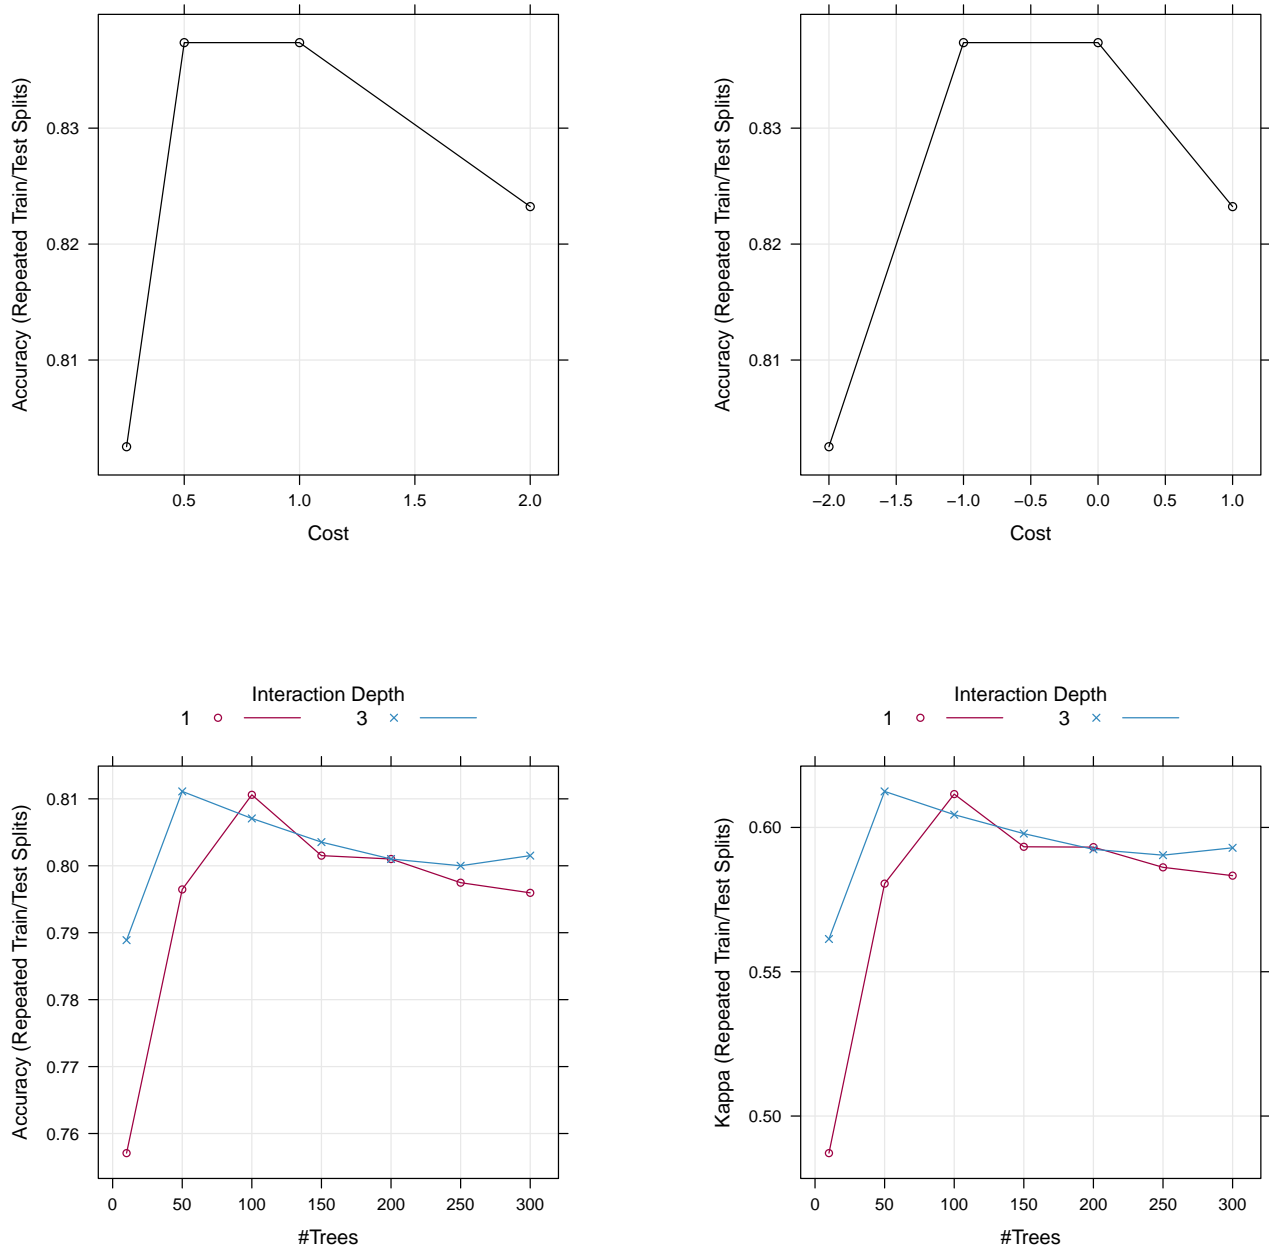 Accuracy (Repeated Train/Test Splits)
0.83
0.82
0.81
0.5 1.0 1.5 2.0
Cost
Accuracy (Repeated Train/Test Splits)
0.83
0.82
0.81
−2.0 −1.5 −1.0 −0.5 0.0 0.5 1.0
Cost
Interaction Depth
1 3
Accuracy (Repeated Train/Test Splits)
0.81
0.80
0.79
0.78
0.77
0.76
0 50 100 150 200 250 300
#Trees
Interaction Depth
1 3
Kappa (Repeated Train/Test Splits)
0.60
0.55
0.50
0 50 100 150 200 250 300
#Trees